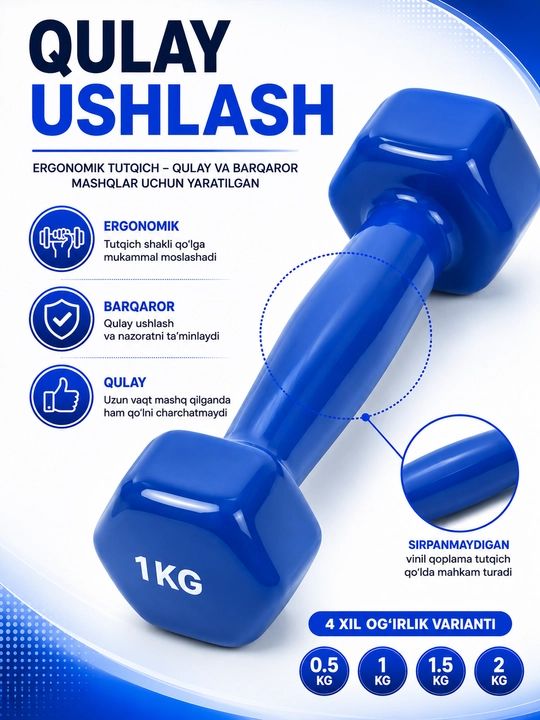 QULAY
USHLASH
ERGONOMIK TUTQICH – QULAY VA BARQAROR
MASHQLAR UCHUN YARATILGAN
ERGONOMIK
Tutqich shakli qo‘lga
mukammal moslashadi
BARQAROR
Qulay ushlash
va nazoratni ta’minlaydi
QULAY
Uzun vaqt mashq qilganda
ham qo‘lni charchatmaydi
SIRPANMAYDIGAN
vinil qoplama tutqich
qo‘lda mahkam turadi
1 KG
4 XIL OG‘IRLIK VARIANTI
0.5 KG
1 KG
1.5 KG
2 KG